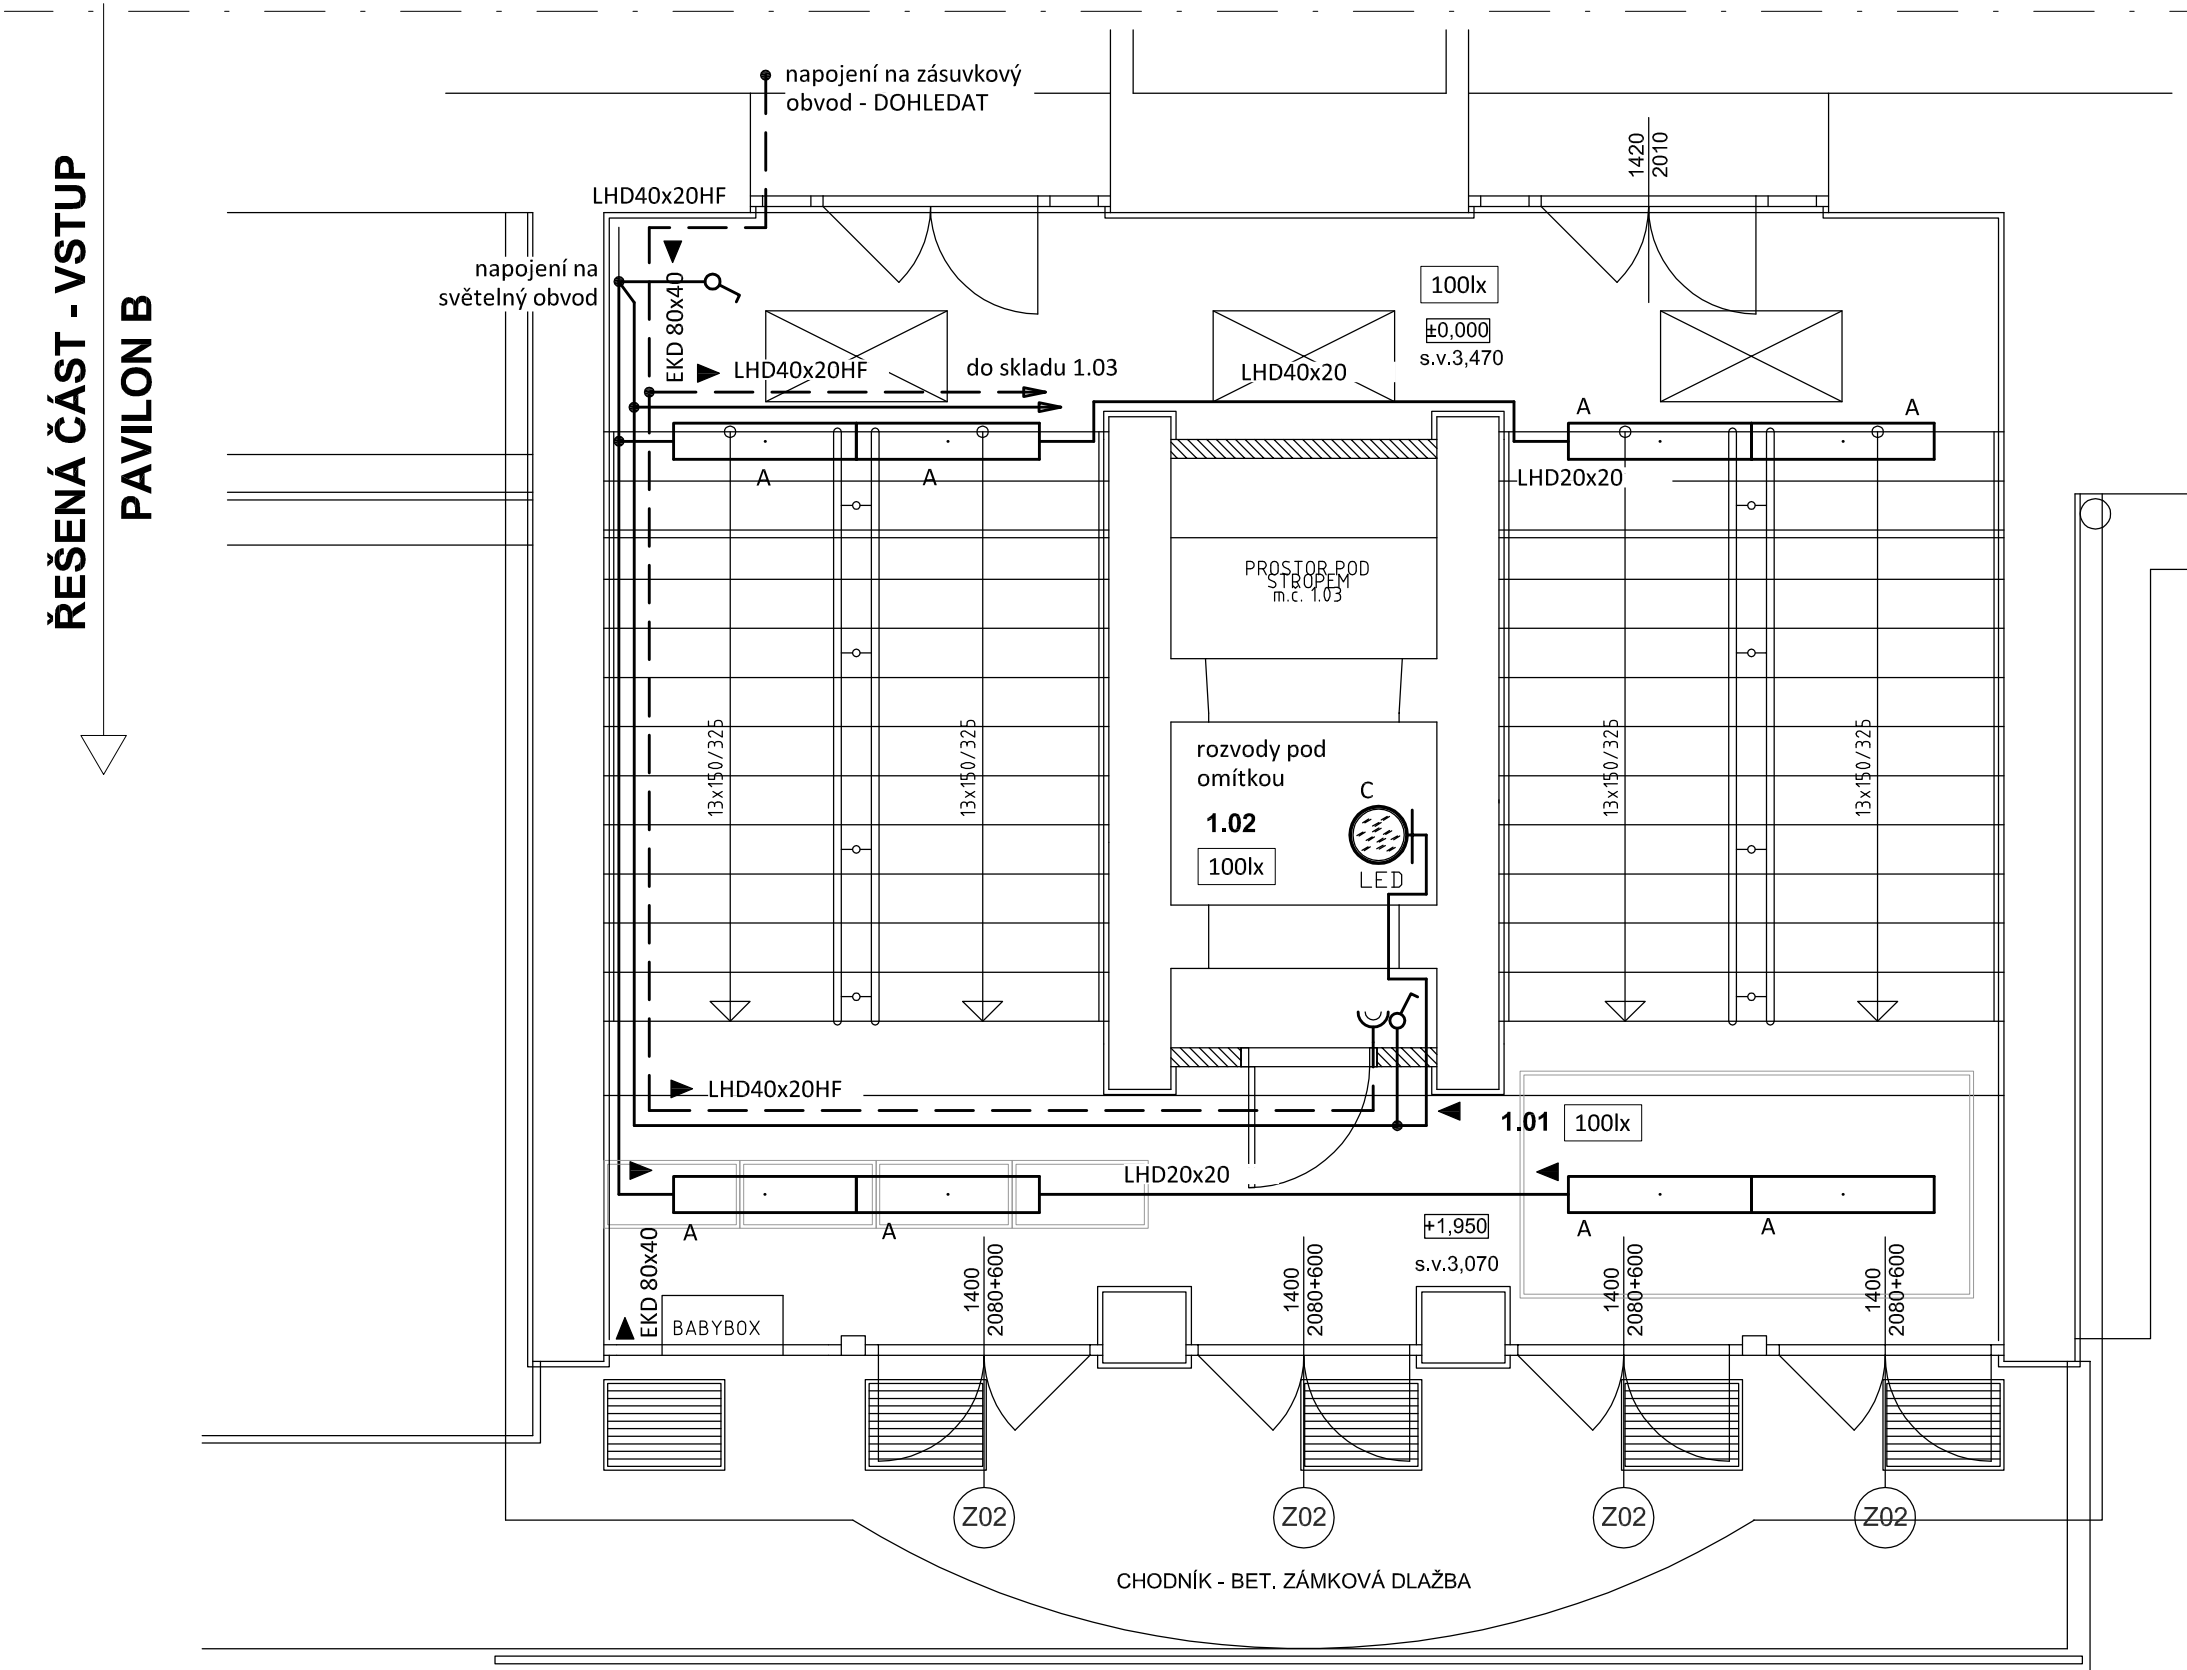 ŘEŠENÁ ČÁST - VSTUP
PAVILON B
napojení na zásuvkový
obvod - DOHLEDAT
1420
2010
LHD40x20HF
napojení na
světelný obvod
EKD 80x40
100lx
±0,000
s.v.3,470
LHD40x20HF
do skladu 1.03
LHD40x20
A
A
A
A
LHD20x20
PROSTOR POD
STROPEM
m.č. 1.03
13x150/325
13x150/325
13x150/325
13x150/325
rozvody pod
omítkou
C
1.02
100lx
LED
LHD40x20HF
1.01
100lx
LHD20x20
A
A
A
A
+1,950
s.v.3,070
EKD 80x40
BABYBOX
1400
2080+600
1400
2080+600
1400
2080+600
1400
2080+600
Z02
Z02
Z02
Z02
CHODNÍK - BET. ZÁMKOVÁ DLAŽBA